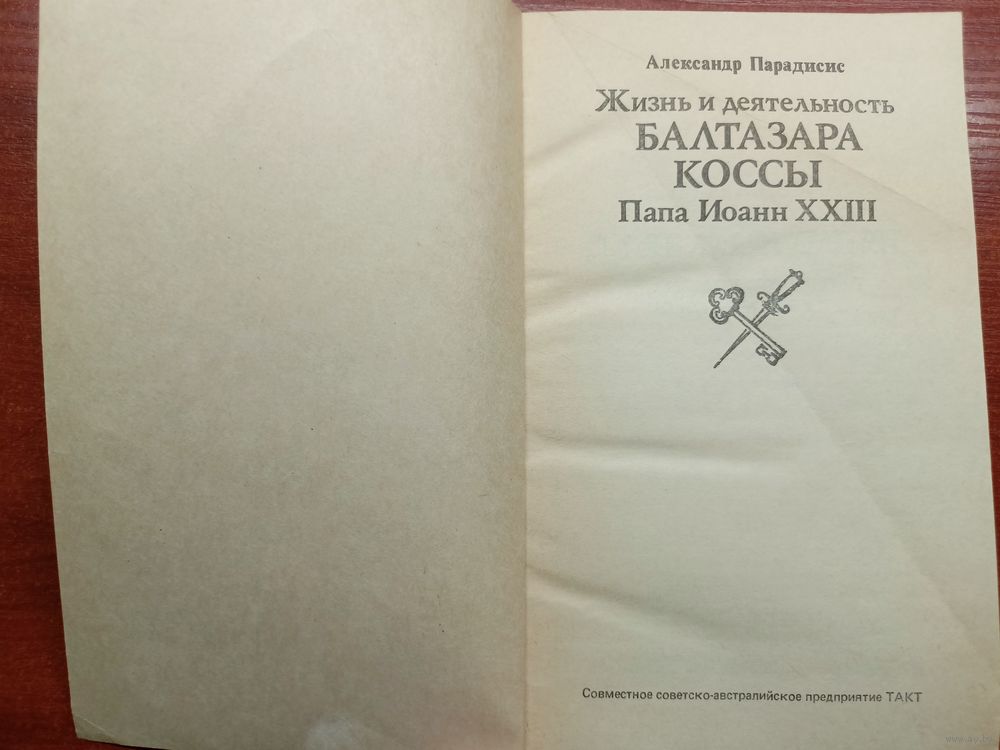 Александр Парадисис
Жизнь и деятельность
БАЛТАЗАРА
КОССЫ
Папа Иоанн XXIII
Совместное советско-австралийское предприятие ТАКТ